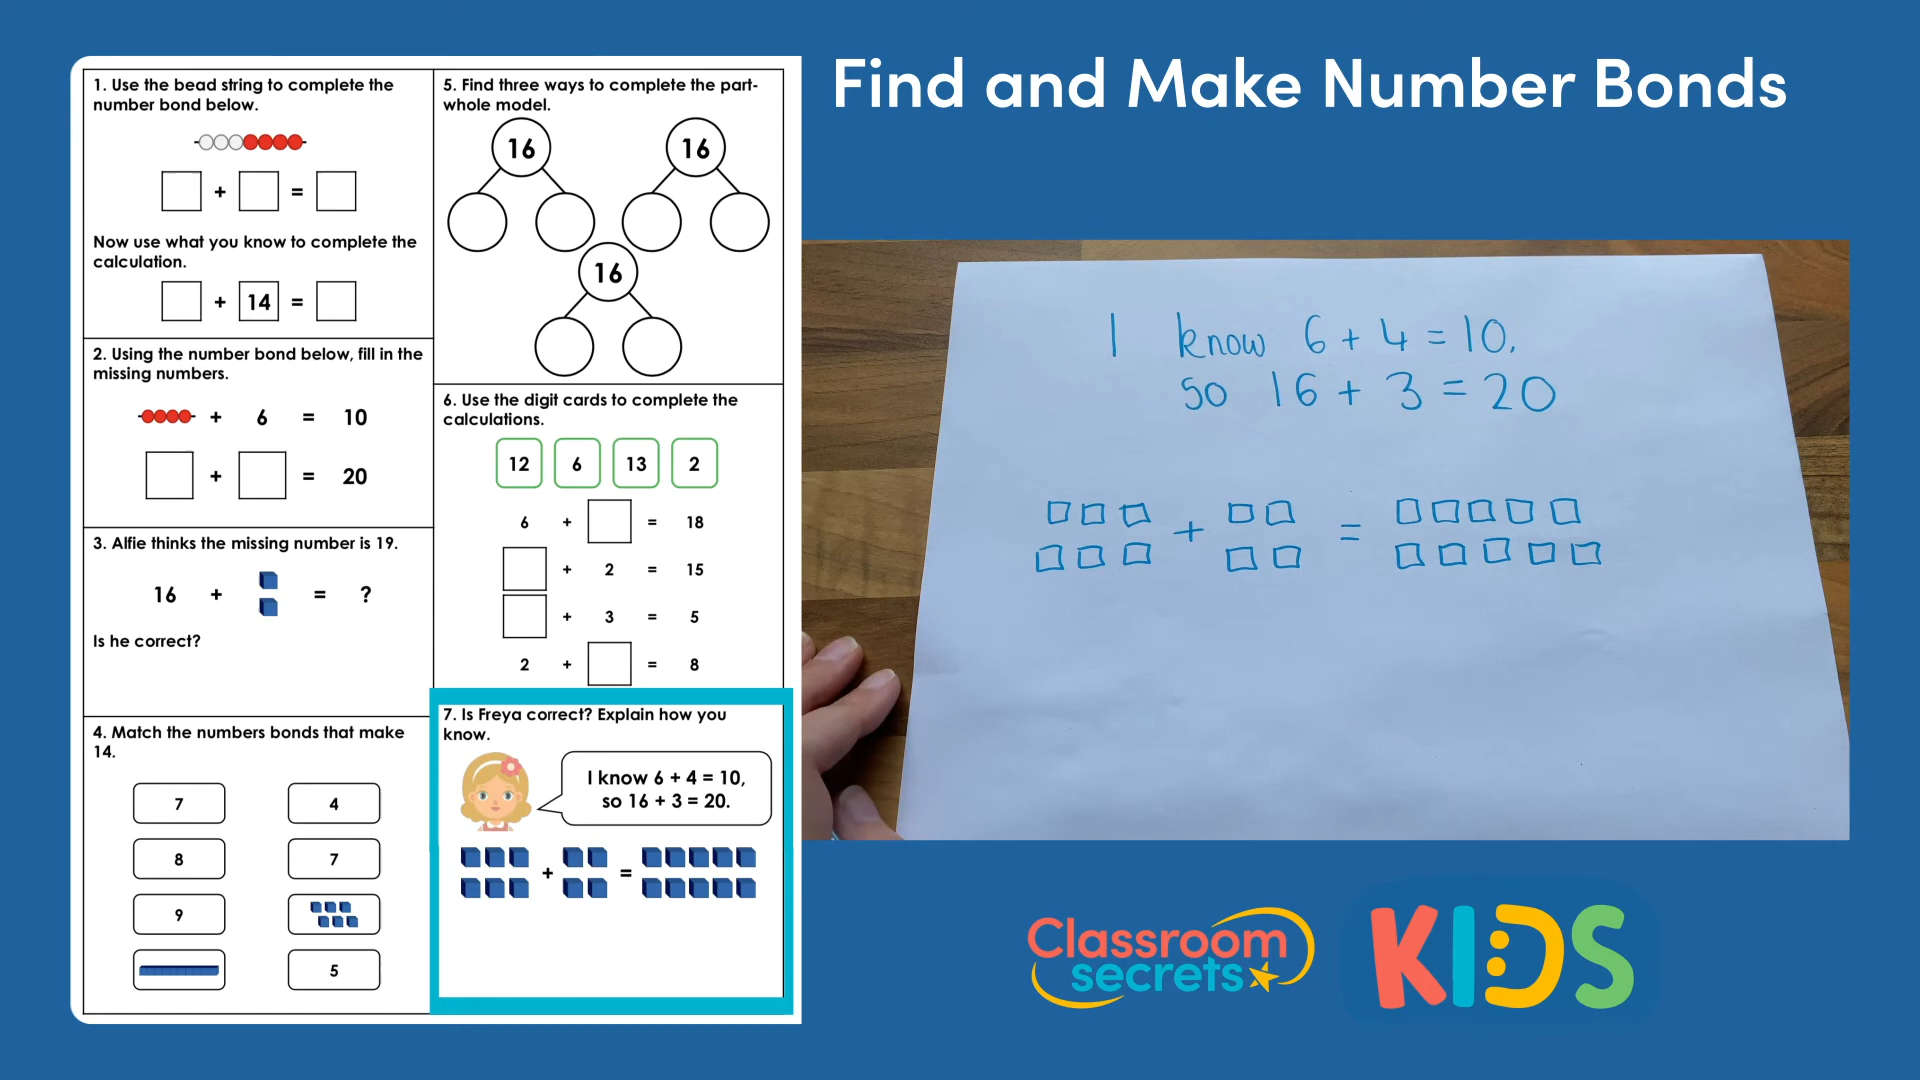 Find and Make Number Bonds
1. Use the bead string to complete the
number bond below.
+ =
Now use what you know to complete the
calculation.
+ 14 =
2. Using the number bond below, fill in the
missing numbers.
+ 6 = 10
+ = 20
3. Alfie thinks the missing number is 19.
16 + = ?
Is he correct?
4. Match the numbers bonds that make
14.
7 4
8 7
9
5
5. Find three ways to complete the part-
whole model.
16 16
16
6. Use the digit cards to complete the
calculations.
12 6 13 2
6 + = 18
+ 2 = 15
+ 3 = 5
2 + = 8
7. Is Freya correct? Explain how you
know.
I know 6 + 4 = 10,
so 16 + 3 = 20.
+ =
I know 6 + 4 = 10,
so 16 + 3 = 20
+ =
Classroom
secrets
KIDS